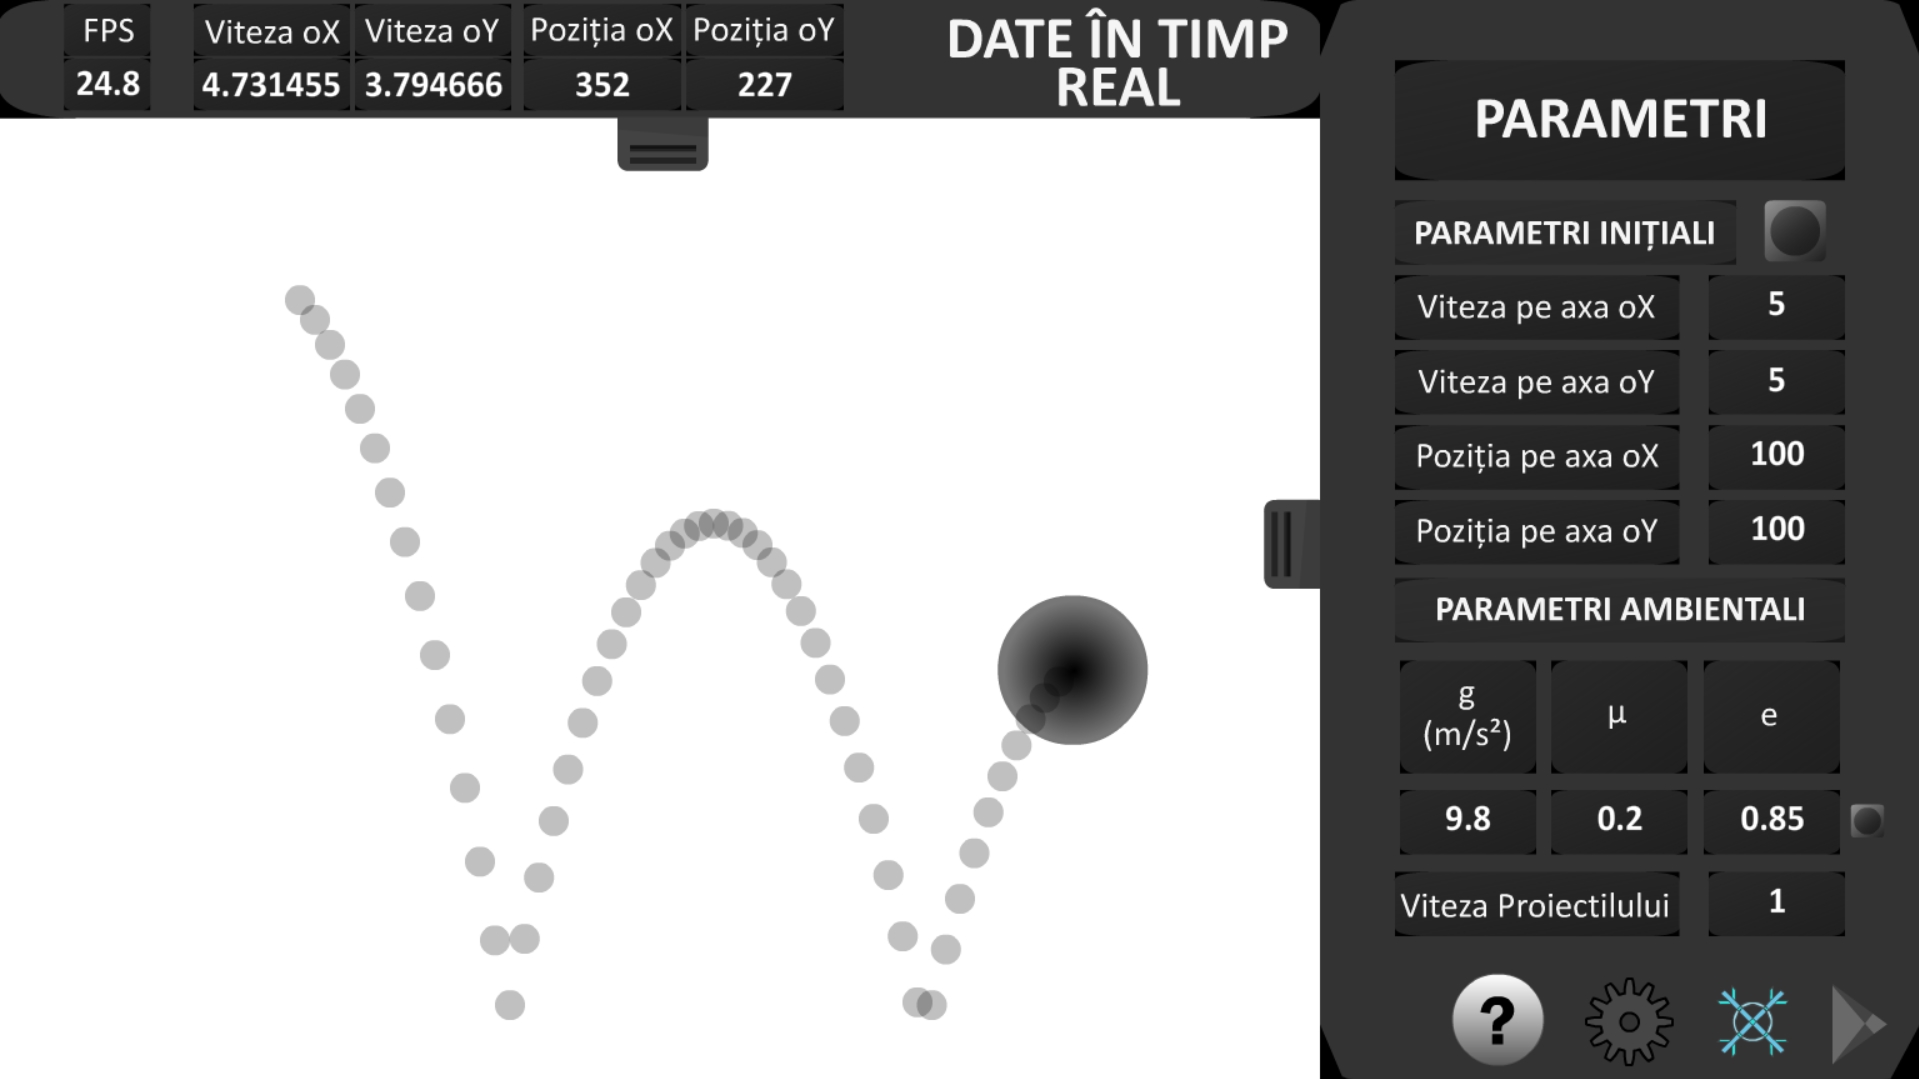 FPS
Viteza oX
Viteza oY
Poziția oX
Poziția oY
24.8
4.731455
3.794666
352
227
DATE ÎN TIMP
REAL
PARAMETRI
PARAMETRI INIȚIALI
Viteza pe axa oX
5
Viteza pe axa oY
5
Poziția pe axa oX
100
Poziția pe axa oY
100
PARAMETRI AMBIENTALI
g
(m/s²)
μ
e
9.8
0.2
0.85
Viteza Proiectilului
1
?